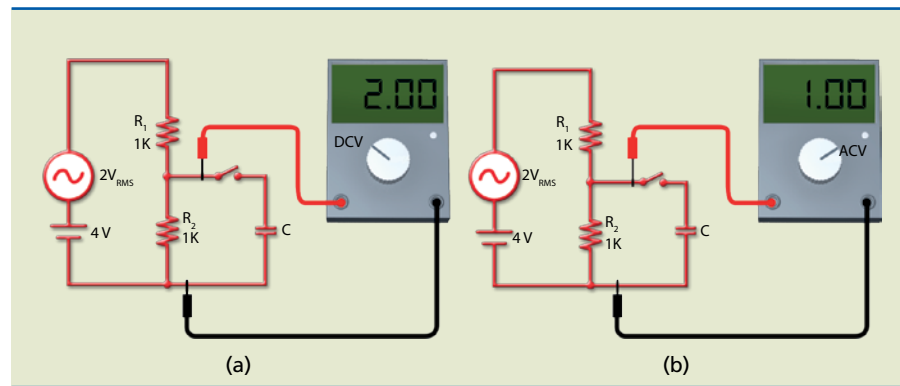 2.00
DCV
R1
1K
2VRMS
4 V
R2
1K
C
(a)
1.00
ACV
R1
1K
2VRMS
4 V
R2
1K
C
(b)